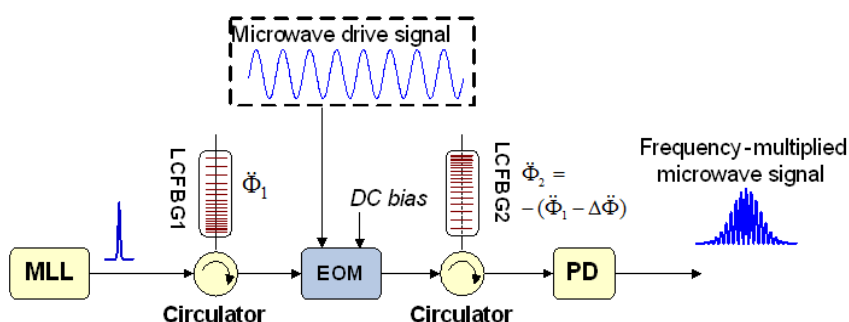 Microwave drive signal
LCFBG1
Φ̈₁
LCFBG2
Φ̈₂ =
- (Φ̈₁ - ΔΦ̈)
DC bias
Frequency-multiplied
microwave signal
MLL
EOM
PD
Circulator
Circulator